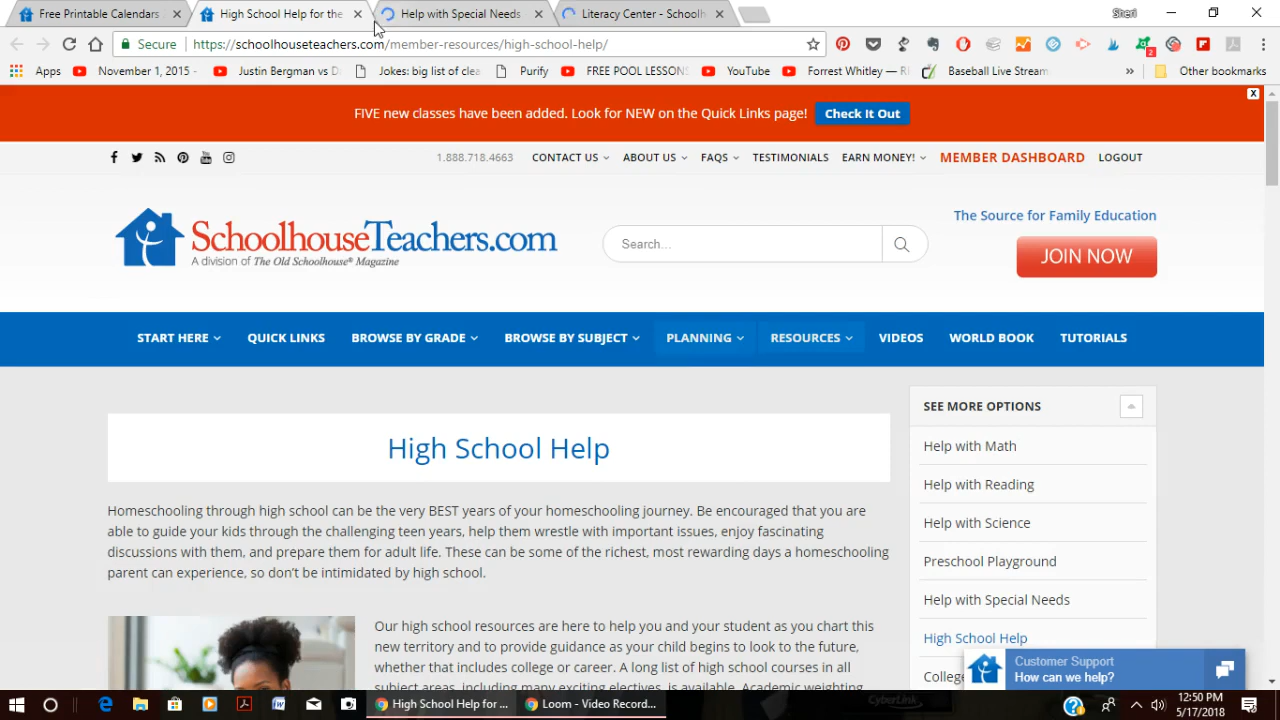 Free Printable Calendars
High School Help for the
Help with Special Needs
Literacy Center - Schoolh
Sheri
Secure
https://schoolhouseteachers.com/member-resources/high-school-help/
Apps
November 1, 2015 -
Justin Bergman vs D
Jokes: big list of clea
Purify
FREE POOL LESSONS
YouTube
Forrest Whitley — R
Baseball Live Stream
»
Other bookmarks
FIVE new classes have been added. Look for NEW on the Quick Links page!
Check It Out
X
1.888.718.4663
CONTACT US
ABOUT US
FAQS
TESTIMONIALS
EARN MONEY!
MEMBER DASHBOARD
LOGOUT
SchoolhouseTeachers.com
A division of The Old Schoolhouse® Magazine
Search...
The Source for Family Education
JOIN NOW
START HERE
QUICK LINKS
BROWSE BY GRADE
BROWSE BY SUBJECT
PLANNING
RESOURCES
VIDEOS
WORLD BOOK
TUTORIALS
High School Help
Homeschooling through high school can be the very BEST years of your homeschooling journey. Be encouraged that you are
able to guide your kids through the challenging teen years, help them wrestle with important issues, enjoy fascinating
discussions with them, and prepare them for adult life. These can be some of the richest, most rewarding days a homeschooling
parent can experience, so don't be intimidated by high school.
Our high school resources are here to help you and your student as you chart this
new territory and to provide guidance as your child begins to look to the future,
whether that includes college or career. A long list of high school courses in all
subject areas, including many exciting electives, is available. Academic weighting
SEE MORE OPTIONS
Help with Math
Help with Reading
Help with Science
Preschool Playground
Help with Special Needs
High School Help
Colleg
Customer Support
How can we help?
High School Help for ...
Loom - Video Record...
CyberLink
12:50 PM
5/17/2018